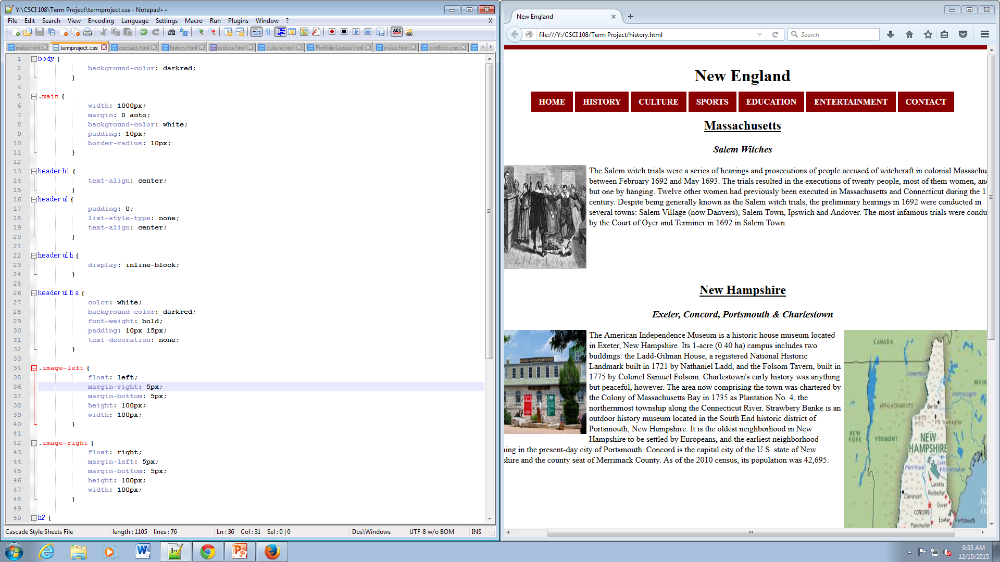 Y:\CSCI108\Term Project\termproject.css - Notepad++
File Edit Search View Encoding Language Settings Macro Run Plugins Window ? X
index.html termproject.css contact.html history.html redsox.html culture.html PortfolioLayout.html index.html portfolio.css
1 body {
2 background-color: darkred;
3 }
4
5 .main {
6 width: 1000px;
7 margin: 0 auto;
8 background-color: white;
9 padding: 10px;
10 border-radius: 10px;
11 }
12
13 header h1 {
14 text-align: center;
15 }
16 header ul {
17 padding: 0;
18 list-style-type: none;
19 text-align: center;
20 }
21
22 header ul li {
23 display: inline-block;
24 }
25
26 header ul li a {
27 color: white;
28 background-color: darkred;
29 font-weight: bold;
30 padding: 10px 15px;
31 text-decoration: none;
32 }
33
34 .image-left {
35 float: left;
36 margin-right: 5px;
37 margin-bottom: 5px;
38 height: 100px;
39 width: 100px;
40 }
41
42 .image-right {
43 float: right;
44 margin-left: 5px;
45 margin-bottom: 5px;
46 height: 100px;
47 width: 100px;
48 }
49
50 h2 {
Cascade Style Sheets File length : 1105 lines : 76 Ln : 36 Col : 31 Sel : 0 | 0 Dos\Windows UTF-8 w/o BOM INS
New England
file:///Y:/CSCI108/Term Project/history.html Search
New England
HOME HISTORY CULTURE SPORTS EDUCATION ENTERTAINMENT CONTACT
Massachusetts
Salem Witches
The Salem witch trials were a series of hearings and prosecutions of people accused of witchcraft in colonial Massachu
between February 1692 and May 1693. The trials resulted in the executions of twenty people, most of them women, an
but one by hanging. Twelve other women had previously been executed in Massachusetts and Connecticut during the 1
century. Despite being generally known as the Salem witch trials, the preliminary hearings in 1692 were conducted in
several towns: Salem Village (now Danvers), Salem Town, Ipswich and Andover. The most infamous trials were condu
by the Court of Oyer and Terminer in 1692 in Salem Town.
New Hampshire
Exeter, Concord, Portsmouth & Charlestown
The American Independence Museum is a historic house museum located
in Exeter, New Hampshire. Its 1-acre (0.40 ha) campus includes two
buildings: the Ladd-Gilman House, a registered National Historic
Landmark built in 1721 by Nathaniel Ladd, and the Folsom Tavern, built in
1775 by Colonel Samuel Folsom. Charlestown's early history was anything
but peaceful, however. The area now comprising the town was chartered by
the Colony of Massachusetts Bay in 1735 as Plantation No. 4, the
northernmost township along the Connecticut River. Strawbery Banke is an
outdoor history museum located in the South End historic district of
Portsmouth, New Hampshire. It is the oldest neighborhood in New
Hampshire to be settled by Europeans, and the earliest neighborhood
ing in the present-day city of Portsmouth. Concord is the capital city of the U.S. state of New
shire and the county seat of Merrimack County. As of the 2010 census, its population was 42,695.
CANADA
Connecticut
MAIN
Androscoggin
APPALACHIAN MTS
Berlin
WHITE MTS.
Mt. Washington
NEW YORK
VERMONT
NEW HAMPSHIRE
Lake Winnipesaukee
Merrimack
Laconia
Rochester
Claremont
Dover
CONCORD
Exeter
Portsmouth
Manchester
9:55 AM
12/10/2015